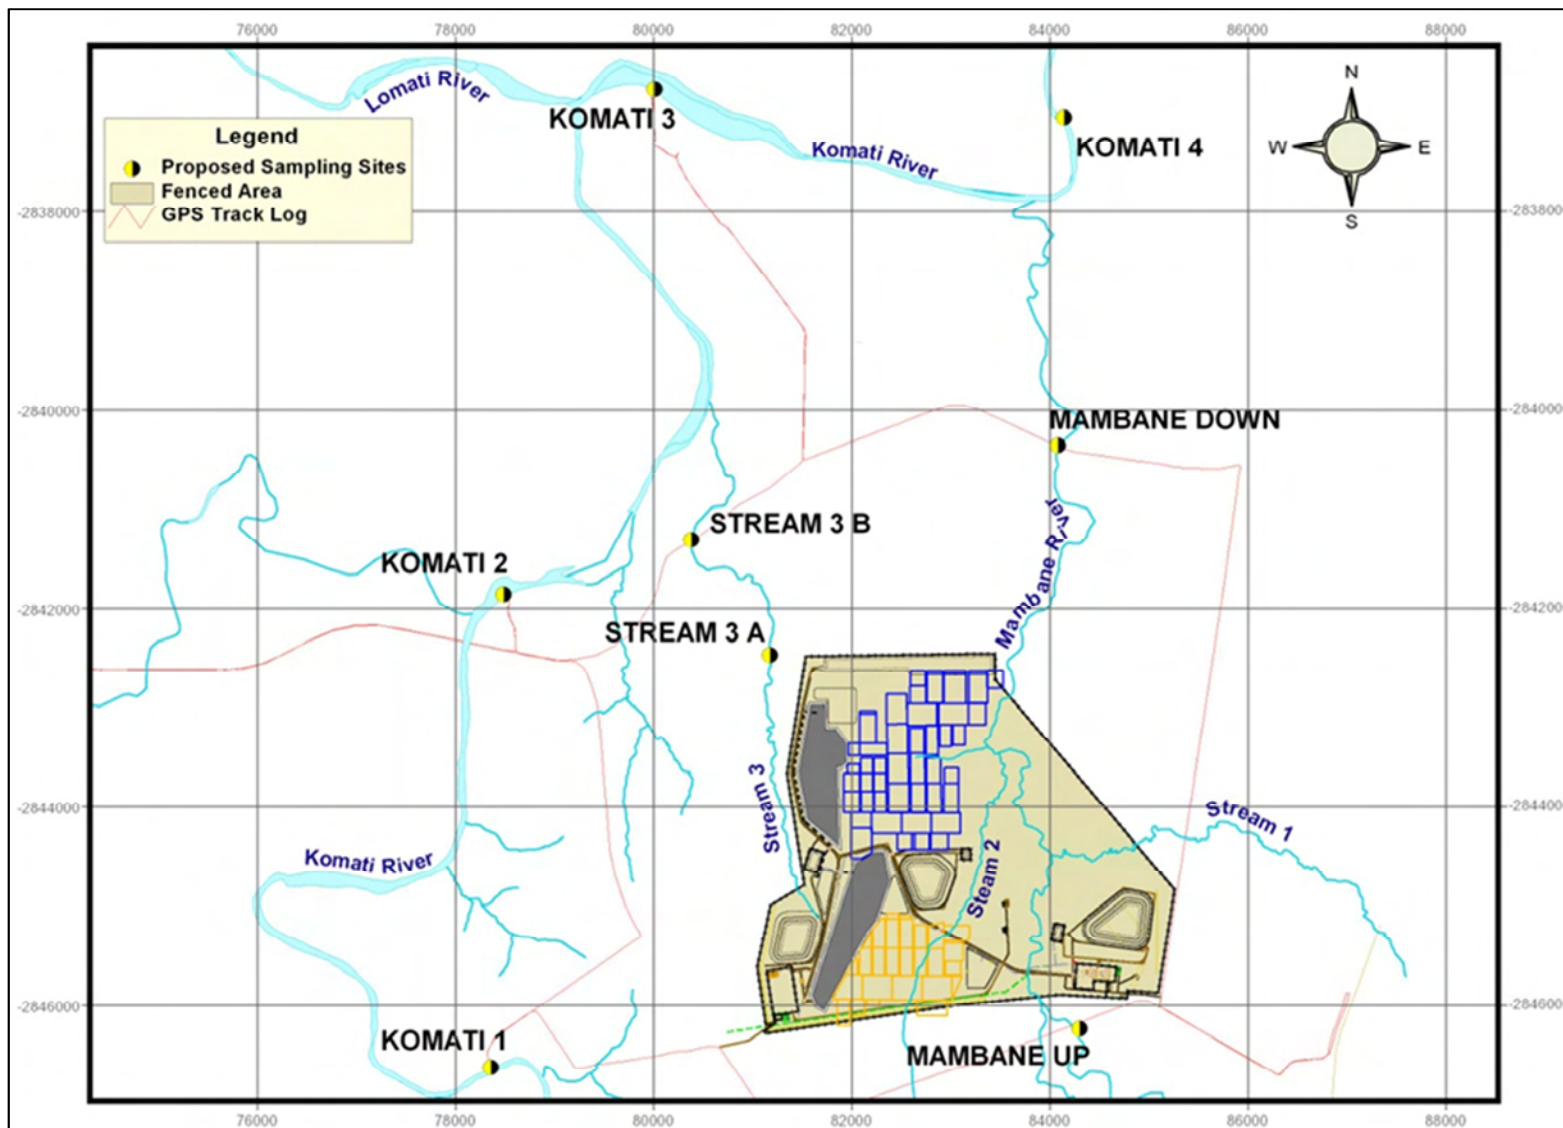 76000 78000 80000 82000 84000 86000 88000
Lomati River
N
KOMATI 3
KOMATI 4
W E
Komati River
Legend
Proposed Sampling Sites
Fenced Area
GPS Track Log
S
-2838000 -283800
-2840000 -2840000
MAMBANE DOWN
STREAM 3 B
Mambane River
KOMATI 2
-2842000 -2842000
STREAM 3 A
Stream 3
-2844000 -2844000
Stream 1
Komati River
Steam 2
-2846000 -2846000
KOMATI 1
MAMBANE UP
76000 78000 80000 82000 84000 86000 88000